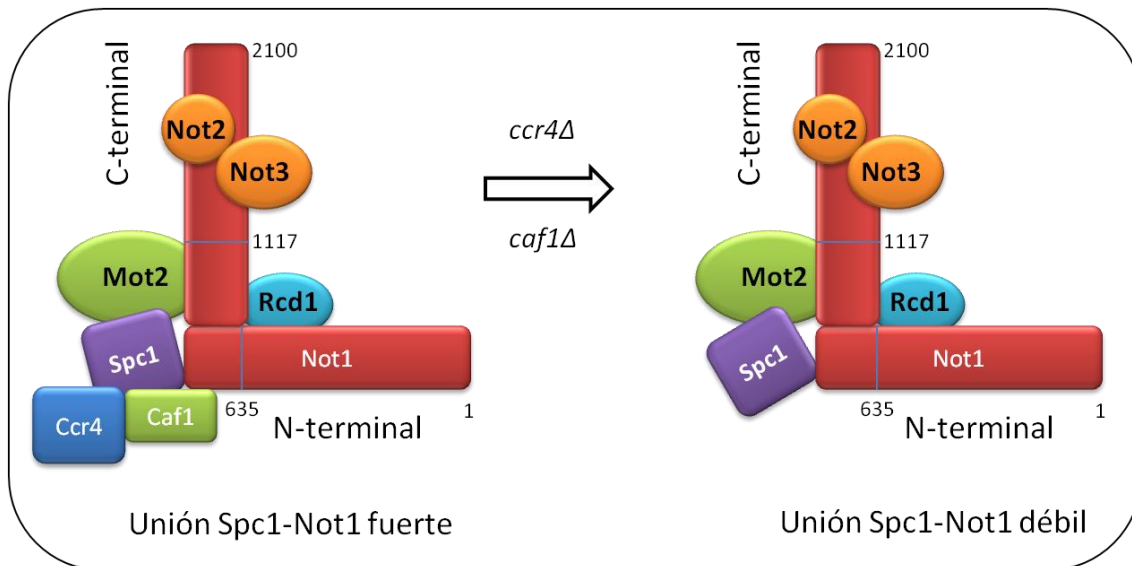 C-terminal
2100
Not2
Not3
1117
Mot2
Rcd1
Spc1
Not1
Ccr4
Caf1
635
1
N-terminal
Unión Spc1-Not1 fuerte
ccr4Δ
caf1Δ
C-terminal
2100
Not2
Not3
1117
Mot2
Rcd1
Spc1
Not1
635
1
N-terminal
Unión Spc1-Not1 débil